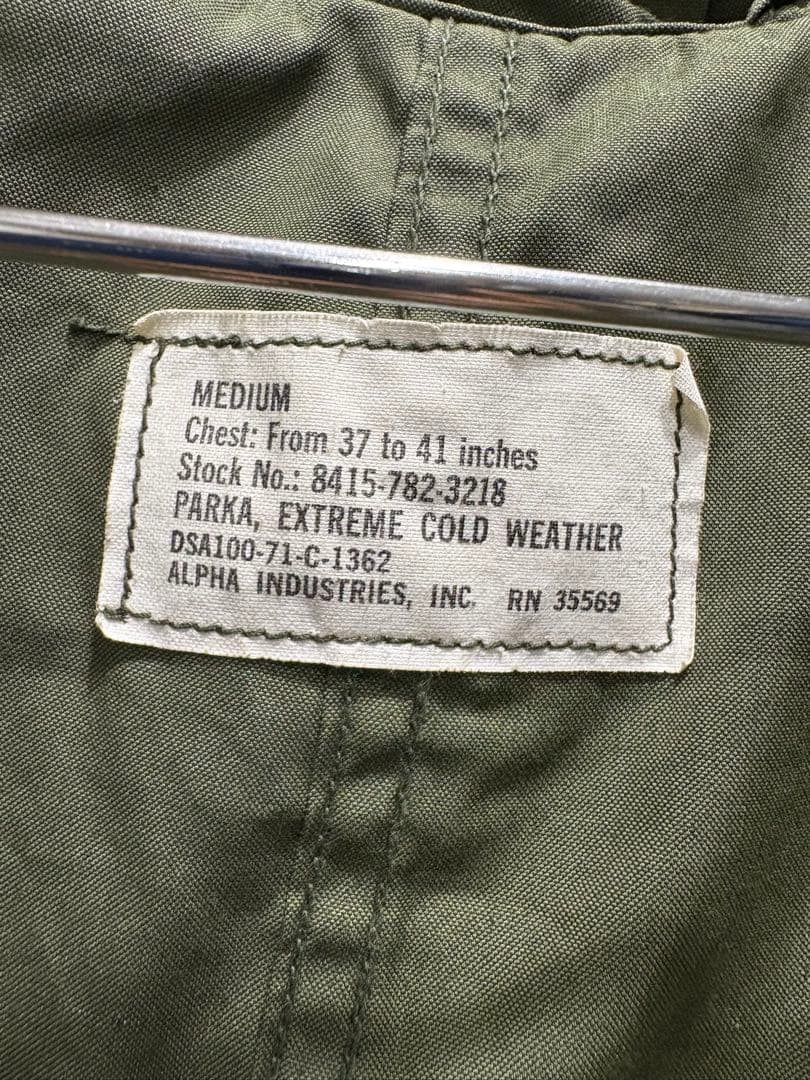 MEDIUM
Chest: From 37 to 41 inches
Stock No.: 8415-782-3218
PARKA, EXTREME COLD WEATHER
DSA100-71-C-1362
ALPHA INDUSTRIES, INC. RN 35569